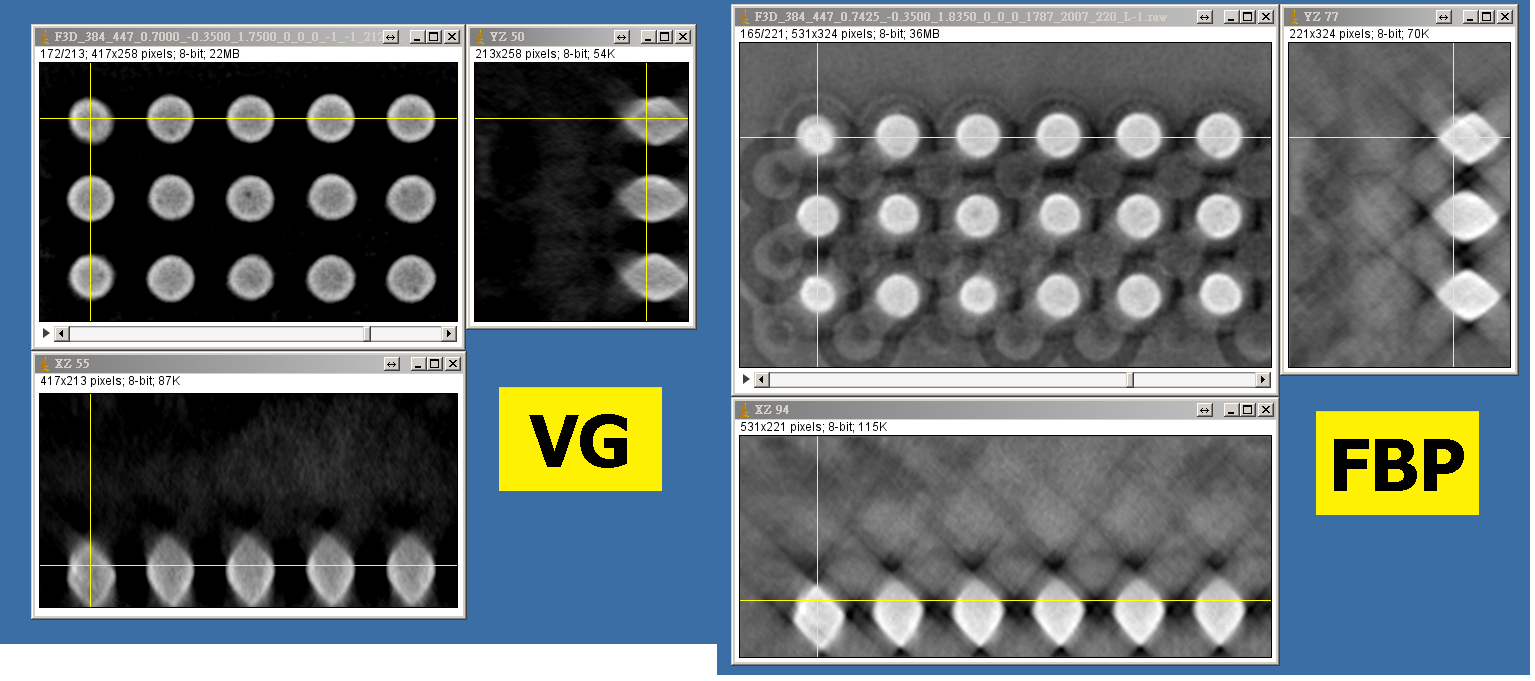 F3D_384_447_0.7000_-0.3500_1.7500_0_0_0_-1_-1_21
172/213; 417x258 pixels; 8-bit; 22MB
YZ 50
213x258 pixels; 8-bit; 54K
XZ 55
417x213 pixels; 8-bit; 87K
VG
F3D_384_447_0.7425_-0.3500_1.8350_0_0_0_1787_2007_220_L-1.raw
165/221; 531x324 pixels; 8-bit; 36MB
YZ 77
221x324 pixels; 8-bit; 70K
XZ 94
531x221 pixels; 8-bit; 115K
FBP